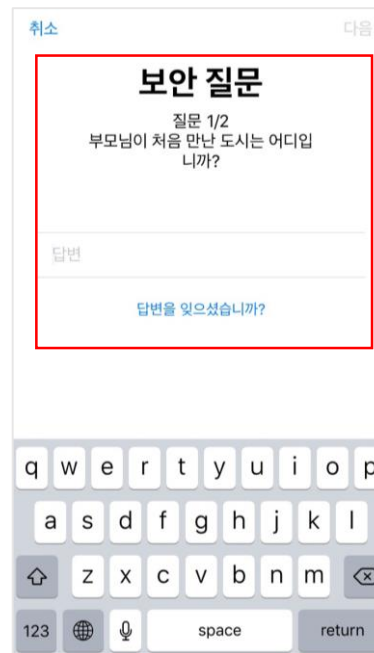 취소 다음
보안 질문
질문 1/2
부모님이 처음 만난 도시는 어디입
니까?
답변
답변을 잊으셨습니까?
q w e r t y u i o p
a s d f g h j k l
z x c v b n m
123 space return